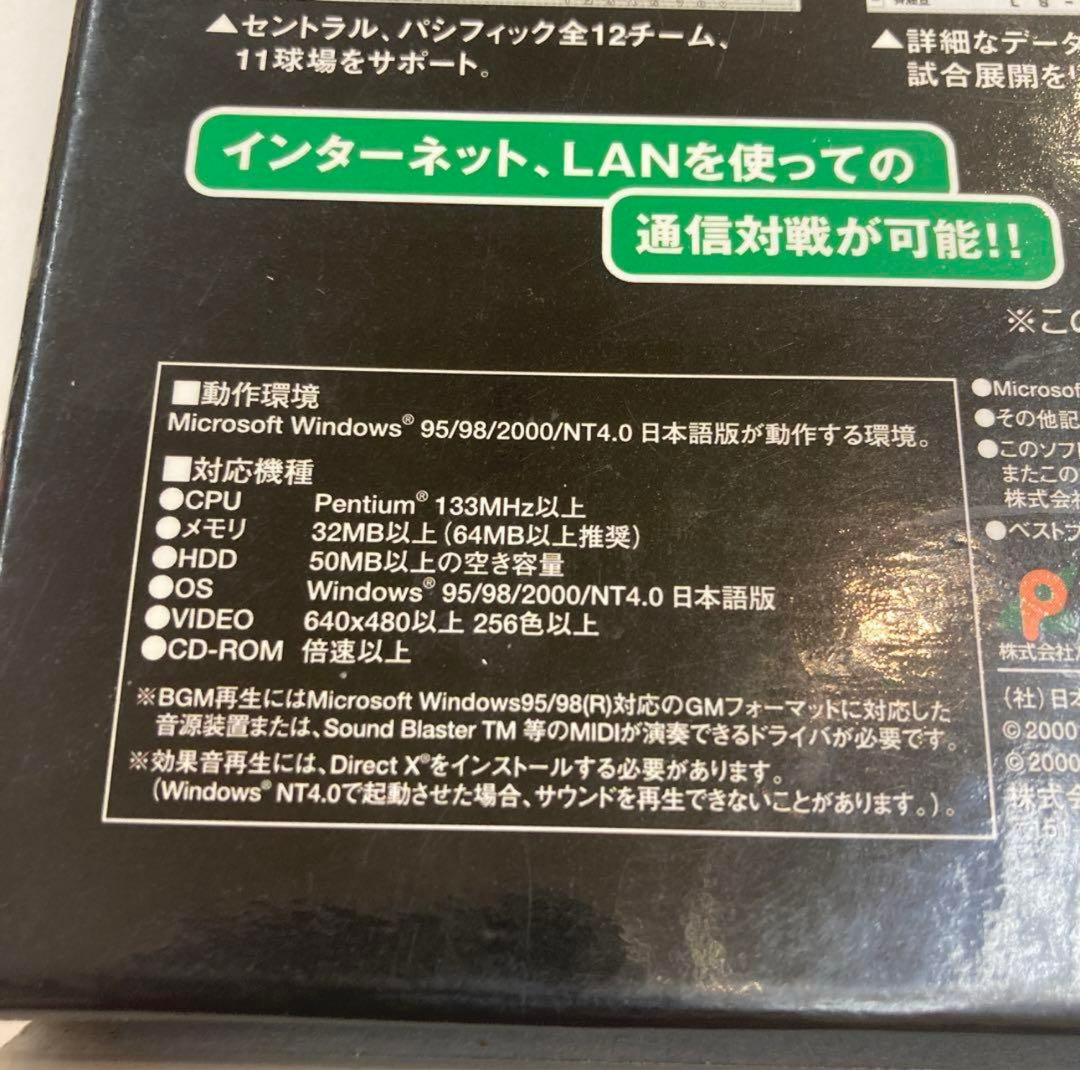 ▲セントラル、パシフィック全12チーム、
11球場をサポート。
▲詳細なデータ
試合展開を
インターネット、LANを使っての
通信対戦が可能!!
※この
■動作環境
Microsoft Windows® 95/98/2000/NT4.0 日本語版が動作する環境。
■対応機種
●CPU Pentium® 133MHz以上
●メモリ 32MB以上(64MB以上推奨)
●HDD 50MB以上の空き容量
●OS Windows® 95/98/2000/NT4.0 日本語版
●VIDEO 640x480以上 256色以上
●CD-ROM 倍速以上
※BGM再生にはMicrosoft Windows95/98(R)対応のGMフォーマットに対応した
音源装置または、Sound Blaster TM 等のMIDIが演奏できるドライバが必要です。
※効果音再生には、Direct X®をインストールする必要があります。
(Windows® NT4.0で起動させた場合、サウンドを再生できないことがあります。)。
●Microsof
●その他記
●このソフ
またこの
株式会
●ベストプ
株式会社
(社)日本
©2000
©2000
株式会
〒151-